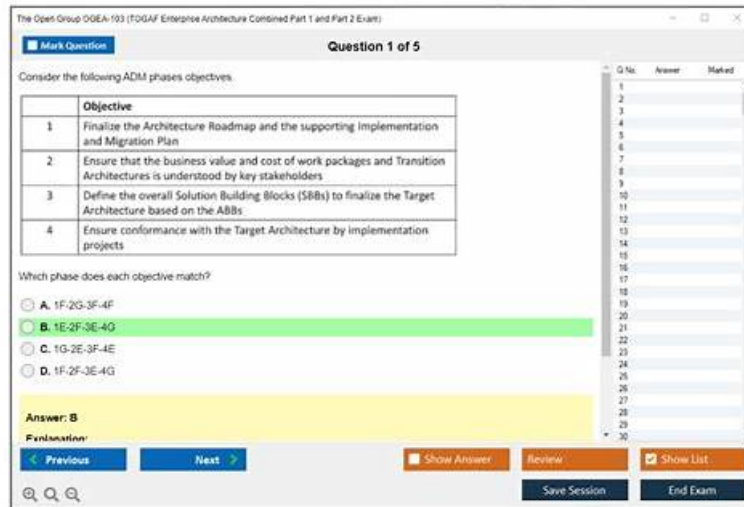 The Open Group OGEA-103 (TOGAF Enterprise Architecture Combined Part 1 and Part 2 Exam)
Mark Question
Question 1 of 5
Consider the following ADM phases objectives.
Objective
1 Finalize the Architecture Roadmap and the supporting Implementation
and Migration Plan
2 Ensure that the business value and cost of work packages and Transition
Architectures is understood by key stakeholders
3 Define the overall Solution Building Blocks (SBBs) to finalize the Target
Architecture based on the ABBs
4 Ensure conformance with the Target Architecture by implementation
projects
Which phase does each objective match?
A. 1F-2G-3F-4F
B. 1E-2F-3E-4G
C. 1G-2E-3F-4E
D. 1F-2F-3E-4G
Answer: B
Explanation:
Q No. Answer Marked
1
2
3
4
5
6
7
8
9
10
11
12
13
14
15
16
17
18
19
20
21
22
23
24
25
26
27
28
29
30
Previous
Next
Show Answer
Review
Show List
Save Session
End Exam